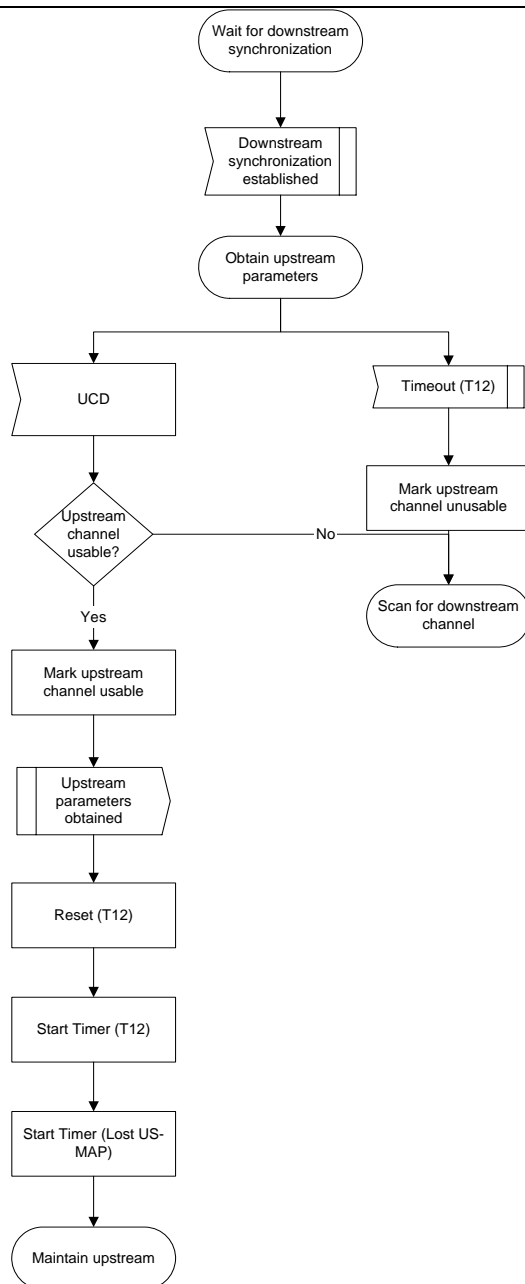 Wait for downstream
synchronization
Downstream
synchronization
established
Obtain upstream
parameters
UCD
Timeout (T12)
Upstream
channel
usable?
No
Mark upstream
channel unusable
Scan for downstream
channel
Yes
Mark upstream
channel usable
Upstream
parameters
obtained
Reset (T12)
Start Timer (T12)
Start Timer (Lost US-
MAP)
Maintain upstream